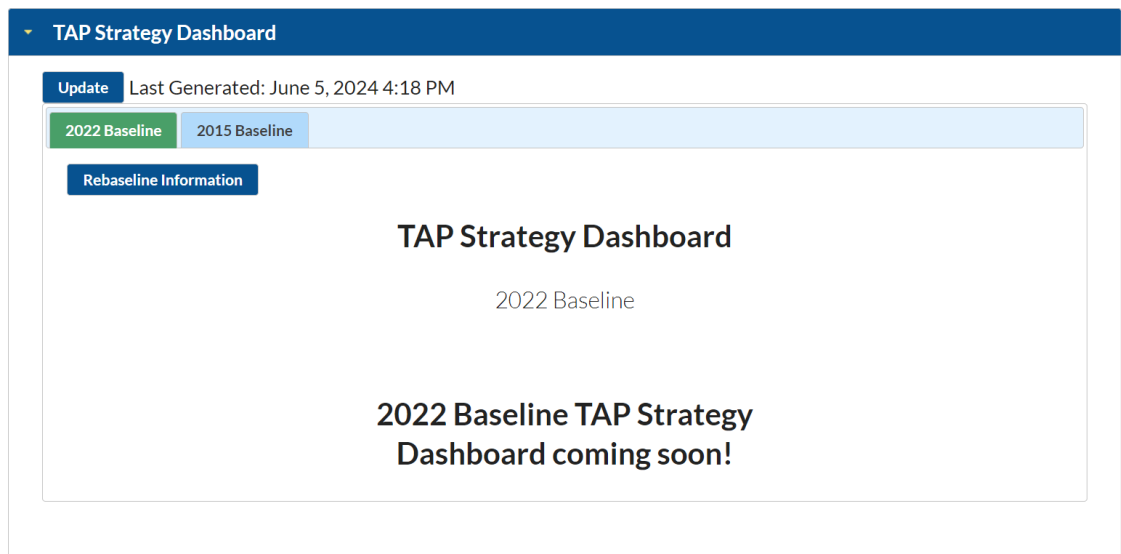 TAP Strategy Dashboard
Update Last Generated: June 5, 2024 4:18 PM
2022 Baseline 2015 Baseline
Rebaseline Information
TAP Strategy Dashboard
2022 Baseline
2022 Baseline TAP Strategy
Dashboard coming soon!